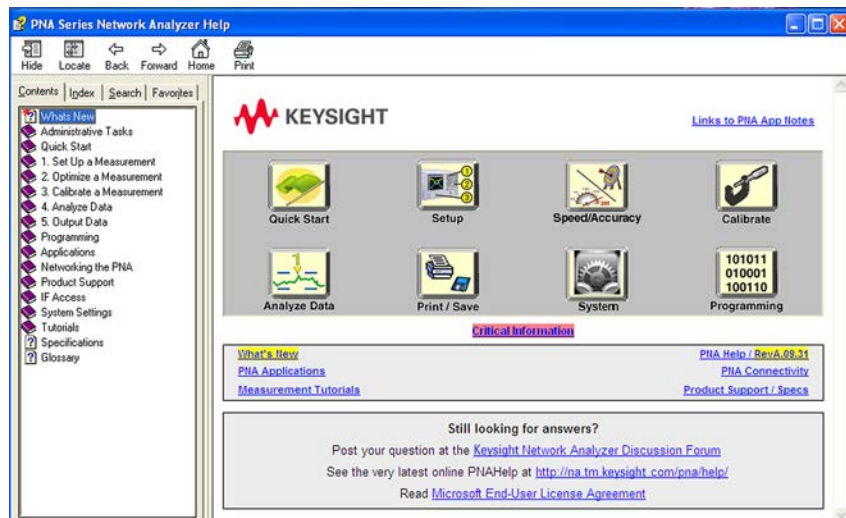 PNA Series Network Analyzer Help
Hide Locate Back Forward Home Print
Contents Index Search Favorites
Whats New
Administrative Tasks
Quick Start
1. Set Up a Measurement
2. Optimize a Measurement
3. Calibrate a Measurement
4. Analyze Data
5. Output Data
Programming
Applications
Networking the PNA
Product Support
IF Access
System Settings
Tutorials
Specifications
Glossary
KEYSIGHT
Links to PNA App Notes
Quick Start Setup Speed/Accuracy Calibrate
101011
010001
100110
Analyze Data Print / Save System Programming
Critical Information
What's New PNA Help / RevA.09.31
PNA Applications PNA Connectivity
Measurement Tutorials Product Support / Specs
Still looking for answers?
Post your question at the Keysight Network Analyzer Discussion Forum
See the very latest online PNAHelp at http://na.tm.keysight.com/pna/help/
Read Microsoft End-User License Agreement